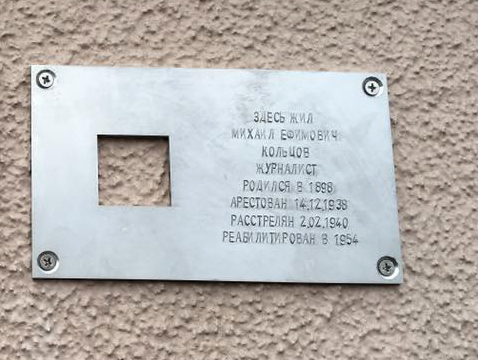 ЗДЕСЬ ЖИЛ
МИХАИЛ ЕФИМОВИЧ
КОЛЬЦОВ
ЖУРНАЛИСТ
РОДИЛСЯ В 1898
АРЕСТОВАН 14.12.1938
РАССТРЕЛЯН 2.02.1940
РЕАБИЛИТИРОВАН В 1954